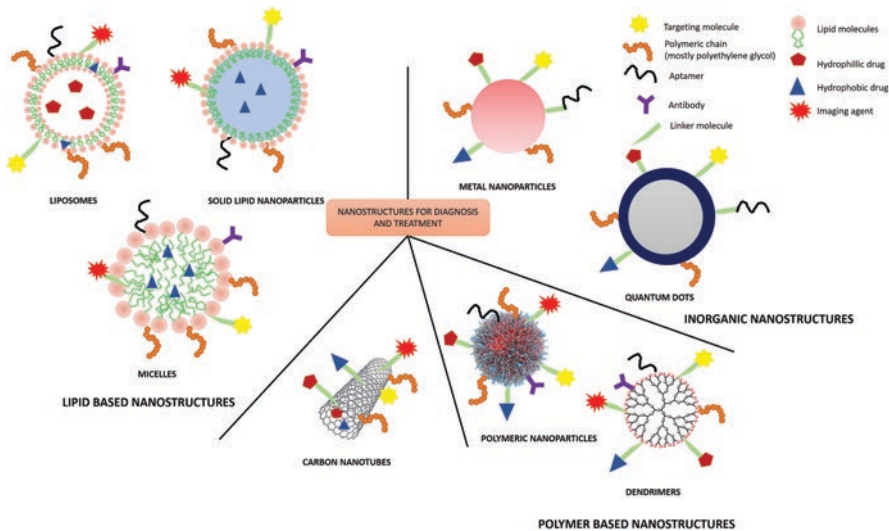 Targeting molecule
Polymeric chain
(mostly polyethylene glycol)
Aptamer
Antibody
Linker molecule
Lipid molecules
Hydrophillic drug
Hydrophobic drug
Imaging agent
LIPOSOMES
SOLID LIPID NANOPARTICLES
METAL NANOPARTICLES
NANOSTRUCTURES FOR DIAGNOSIS
AND TREATMENT
QUANTUM DOTS
INORGANIC NANOSTRUCTURES
MICELLES
LIPID BASED NANOSTRUCTURES
CARBON NANOTUBES
POLYMERIC NANOPARTICLES
DENDRIMERS
POLYMER BASED NANOSTRUCTURES